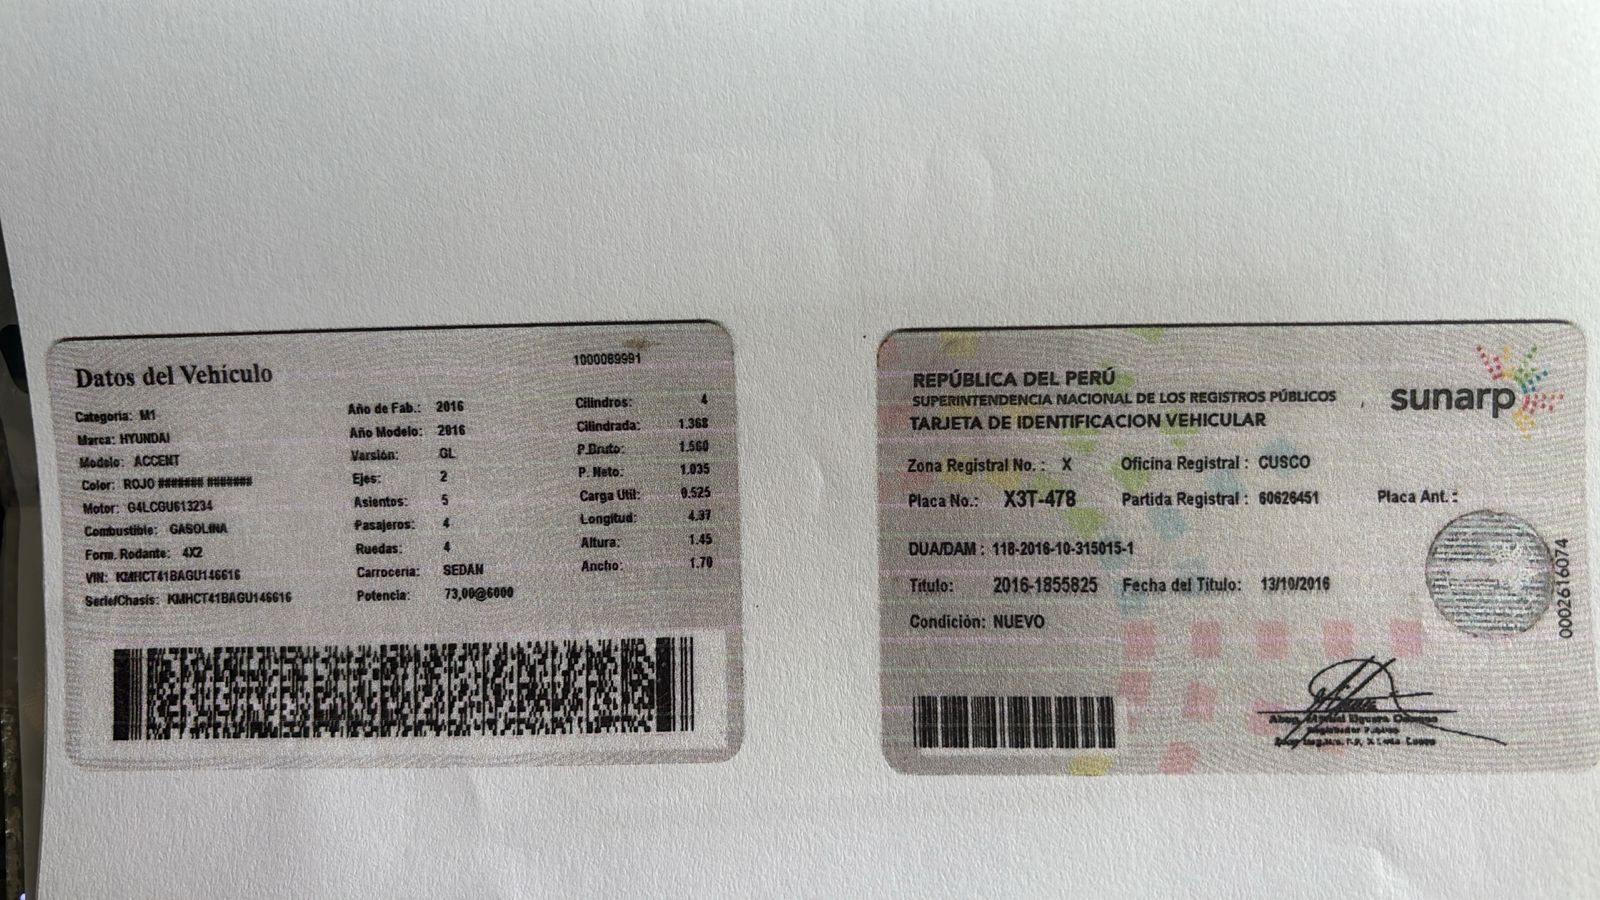 Datos del Vehículo
1000089991
Categoria: M1
Marca: HYUNDAI
Modelo: ACCENT
Color: ROJO ####### #######
Motor: G4LCGU613234
Combustible: GASOLINA
Form. Rodante: 4X2
VIN: KMHCT41BAGU146616
Serie/Chasis: KMHCT41BAGU146616
Año de Fab.: 2016
Año Modelo: 2016
Versión: GL
Ejes: 2
Asientos: 5
Pasajeros: 4
Ruedas: 4
Carroceria: SEDAN
Potencia: 73,00@6000
Cilindros: 4
Cilindrada: 1.368
P.Bruto: 1.560
P. Neto: 1.035
Carga Util: 0.525
Longitud: 4.37
Altura: 1.45
Ancho: 1.70
REPÚBLICA DEL PERÚ
SUPERINTENDENCIA NACIONAL DE LOS REGISTROS PÚBLICOS
TARJETA DE IDENTIFICACION VEHICULAR
sunarp
Zona Registral No. : X Oficina Registral : CUSCO
Placa No.: X3T-478 Partida Registral : 60626451 Placa Ant. :
DUA/DAM : 118-2016-10-315015-1
Titulo: 2016-1855825 Fecha del Titulo: 13/10/2016
Condición: NUEVO
0002616074